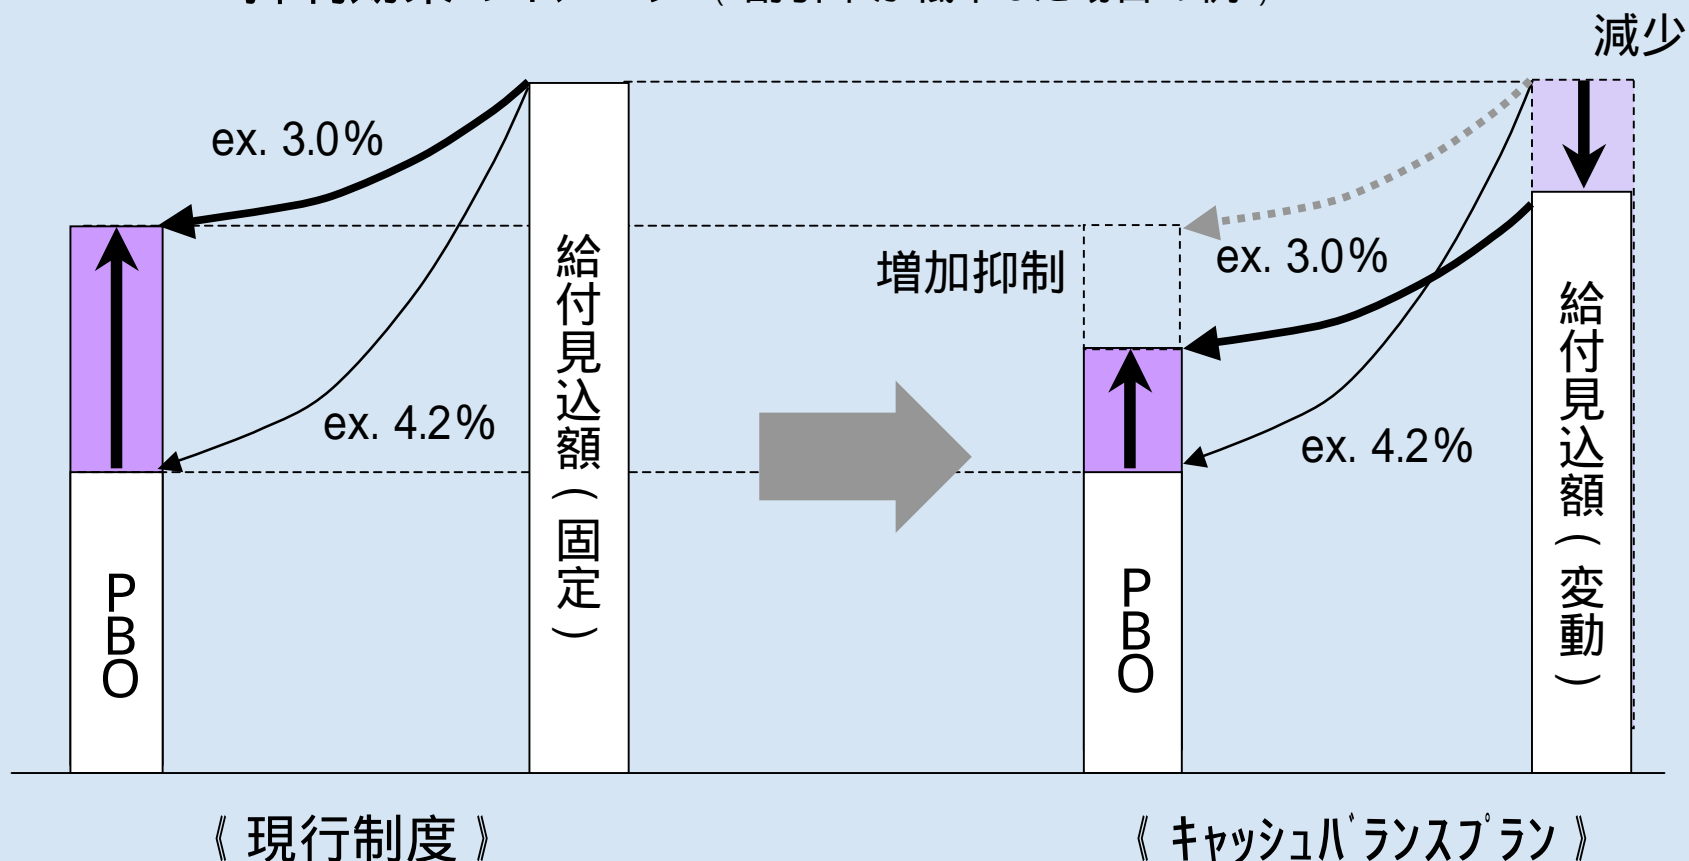 減少
ex. 3.0%
ex. 4.2%
給付見込額(固定)
PBO
増加抑制
ex. 3.0%
ex. 4.2%
給付見込額(変動)
PBO
《 現行制度 》
《 ｷｬｯｼｭﾊﾞﾗﾝｽﾌﾟﾗﾝ 》